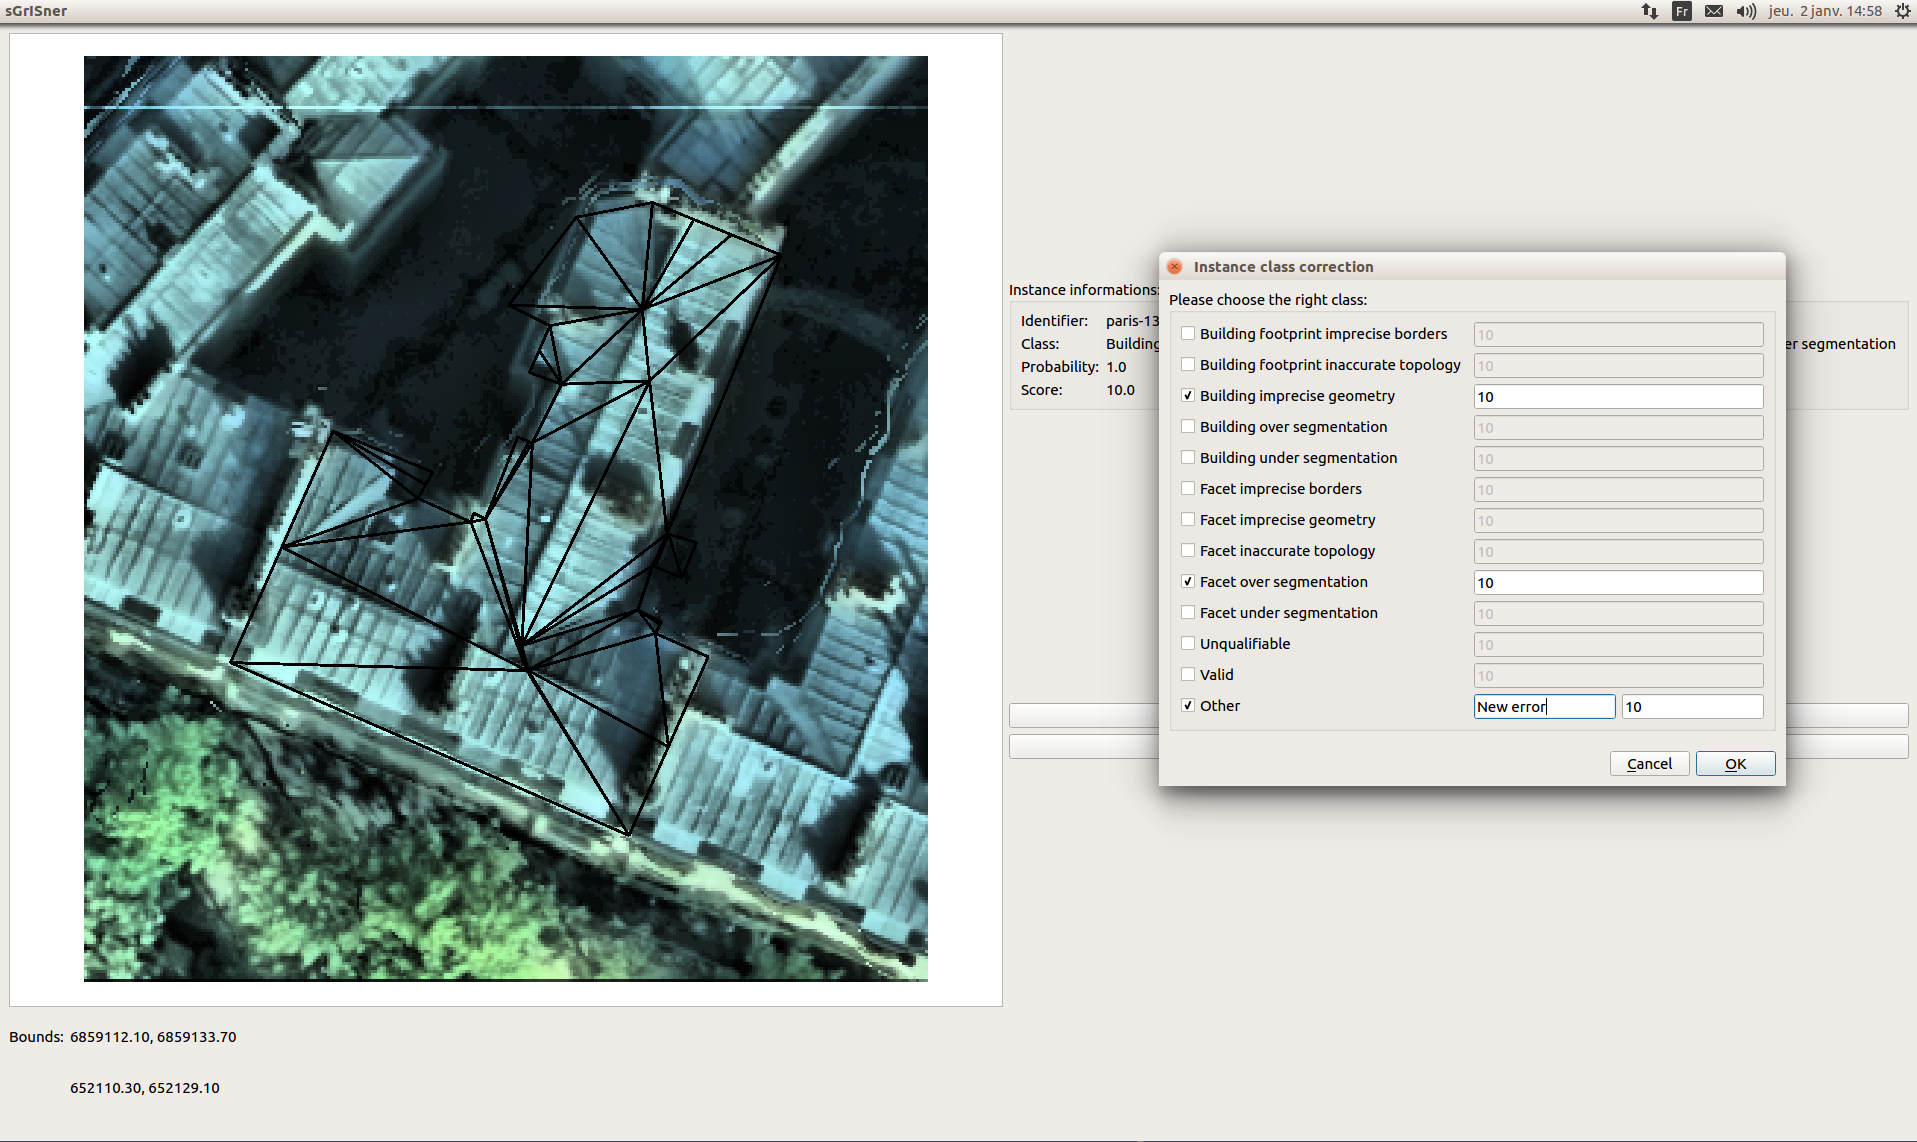 sGrISner
Fr jeu. 2 janv. 14:58
Instance informations:
Identifier: paris-13
Class: Building
er segmentation
Probability: 1.0
Score: 10.0
Instance class correction
Please choose the right class:
Building footprint imprecise borders 10
Building footprint inaccurate topology 10
Building imprecise geometry 10
Building over segmentation 10
Building under segmentation 10
Facet imprecise borders 10
Facet imprecise geometry 10
Facet inaccurate topology 10
Facet over segmentation 10
Facet under segmentation 10
Unqualifiable 10
Valid 10
Other New error 10
Cancel OK
Bounds: 6859112.10, 6859133.70
652110.30, 652129.10